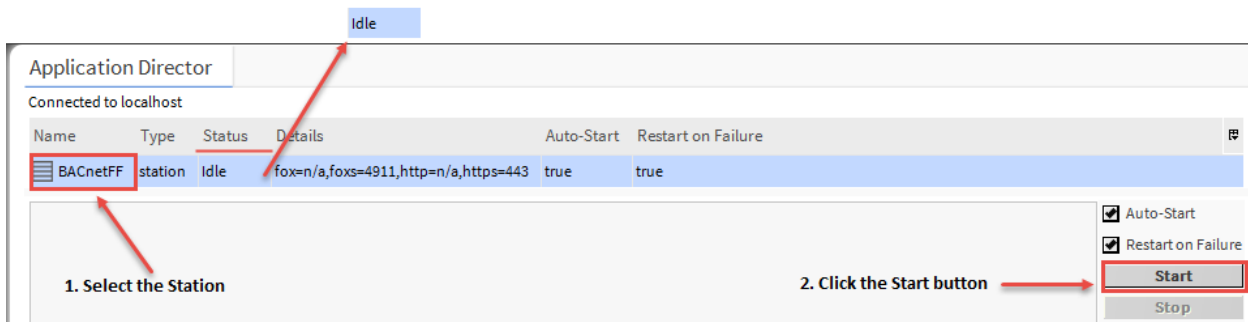 Idle
Application Director
Connected to localhost
Name Type Status Details Auto-Start Restart on Failure
BACnetFF station Idle fox=n/a,foxs=4911,http=n/a,https=443 true true
Auto-Start
Restart on Failure
1. Select the Station 2. Click the Start button Start
Stop